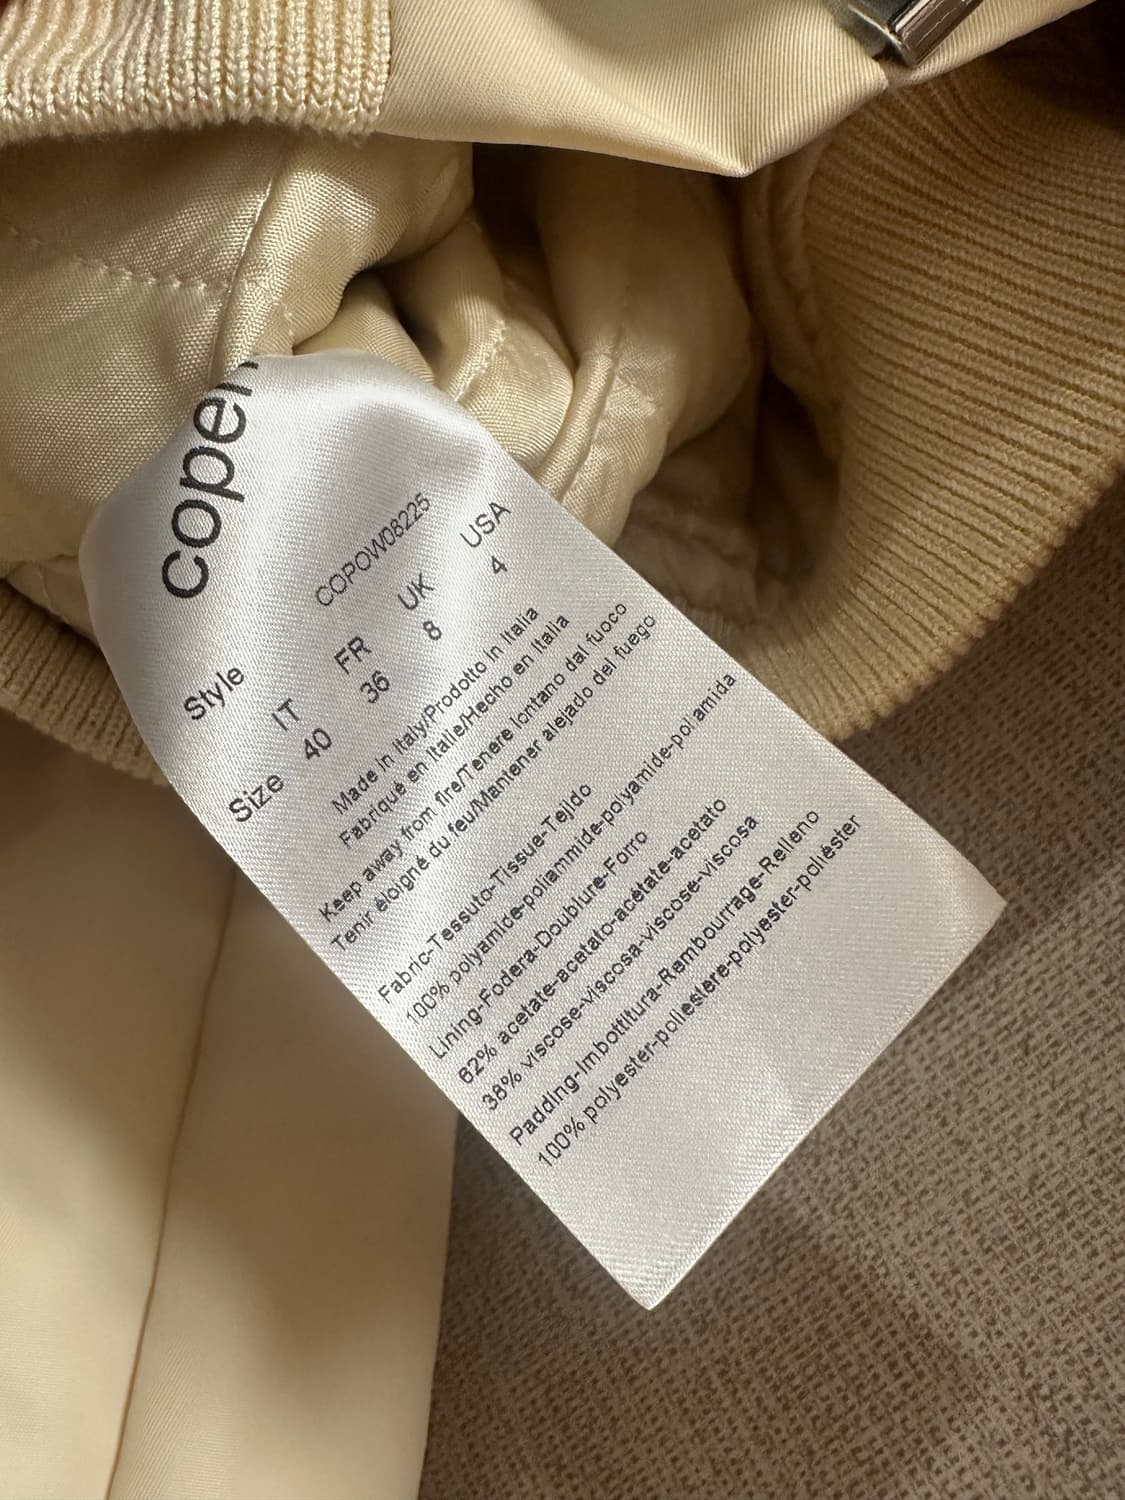 coper
Style COPOW08225
IT FR UK USA
Size 40 36 8 4
Made in Italy/Prodotto in Italia
Fabriqué en Italie/Hecho en Italia
Keep away from fire/Tenere lontano dal fuoco
Tenir éloigné du feu/Mantener alejado del fuego
Fabric-Tessuto-Tissue-Tejido
100% polyamide-poliammide-polyamide-poliamida
Lining-Fodera-Doublure-Forro
62% acetate-acetato-acétate-acetato
38% viscose-viscosa-viscose-viscosa
Padding-Imbottitura-Rembourrage-Relleno
100% polyester-poliestere-polyester-poliéster